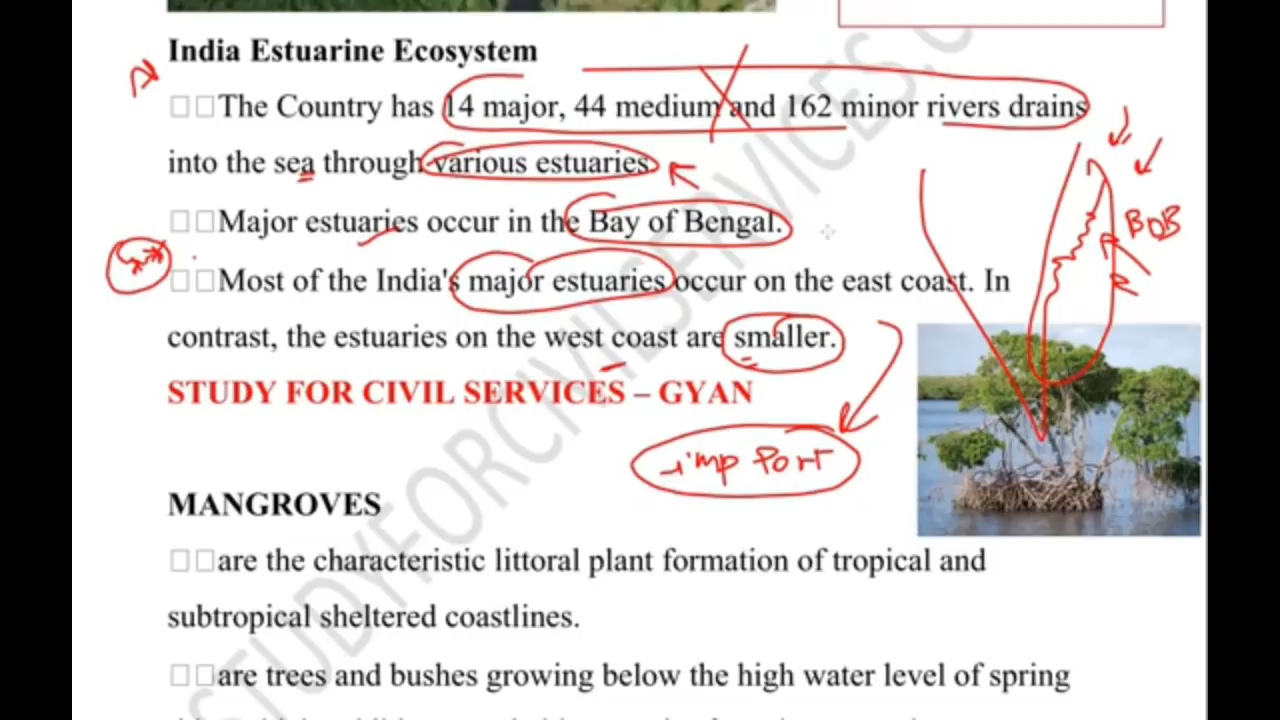 India Estuarine Ecosystem
The Country has 14 major, 44 medium and 162 minor rivers drains
into the sea through various estuaries.
Major estuaries occur in the Bay of Bengal.
BOB
Most of the India's major estuaries occur on the east coast. In
contrast, the estuaries on the west coast are smaller.
STUDY FOR CIVIL SERVICES – GYAN
imp Port
MANGROVES
are the characteristic littoral plant formation of tropical and
subtropical sheltered coastlines.
are trees and bushes growing below the high water level of spring
STUDYFORCIVILSERVICES.C